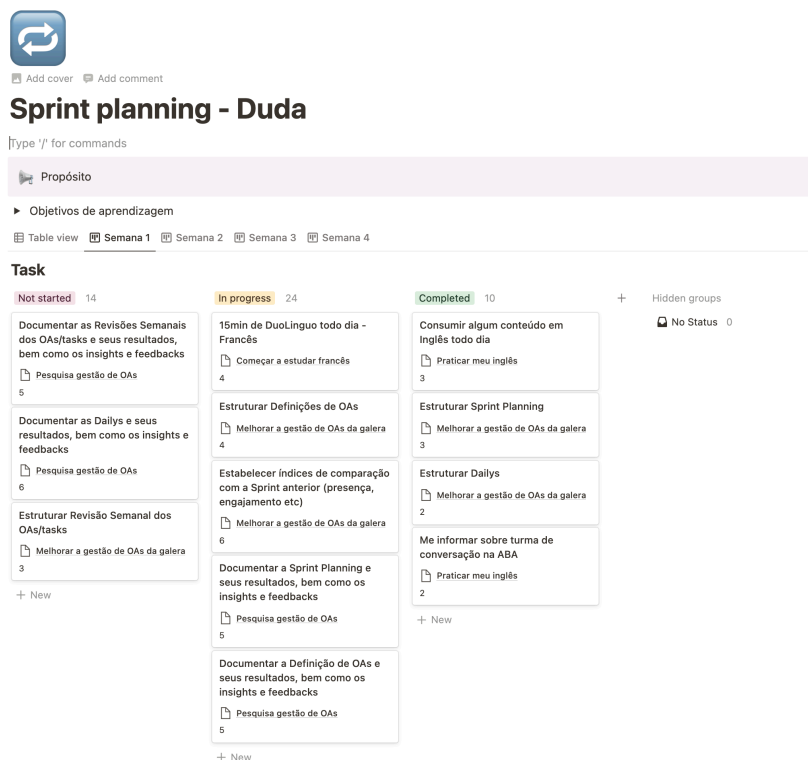 Add cover Add comment
Sprint planning - Duda
Type '/' for commands
Propósito
Objetivos de aprendizagem
Table view Semana 1 Semana 2 Semana 3 Semana 4
Task
Not started 14
Documentar as Revisões Semanais
dos OAs/tasks e seus resultados,
bem como os insights e feedbacks
Pesquisa gestão de OAs
5
Documentar as Dailys e seus
resultados, bem como os insights e
feedbacks
Pesquisa gestão de OAs
6
Estruturar Revisão Semanal dos
OAs/tasks
Melhorar a gestão de OAs da galera
3
+ New
In progress 24
15min de DuoLinguo todo dia -
Francês
Começar a estudar francês
4
Estruturar Definições de OAs
Melhorar a gestão de OAs da galera
4
Estabelecer índices de comparação
com a Sprint anterior (presença,
engajamento etc)
Melhorar a gestão de OAs da galera
6
Documentar a Sprint Planning e
seus resultados, bem como os
insights e feedbacks
Pesquisa gestão de OAs
5
Documentar a Definição de OAs e
seus resultados, bem como os
insights e feedbacks
Pesquisa gestão de OAs
5
+ New
Completed 10
Consumir algum conteúdo em
Inglês todo dia
Praticar meu inglês
3
Estruturar Sprint Planning
Melhorar a gestão de OAs da galera
3
Estruturar Dailys
Melhorar a gestão de OAs da galera
2
Me informar sobre turma de
conversação na ABA
Praticar meu inglês
2
+ New
+ Hidden groups
No Status 0